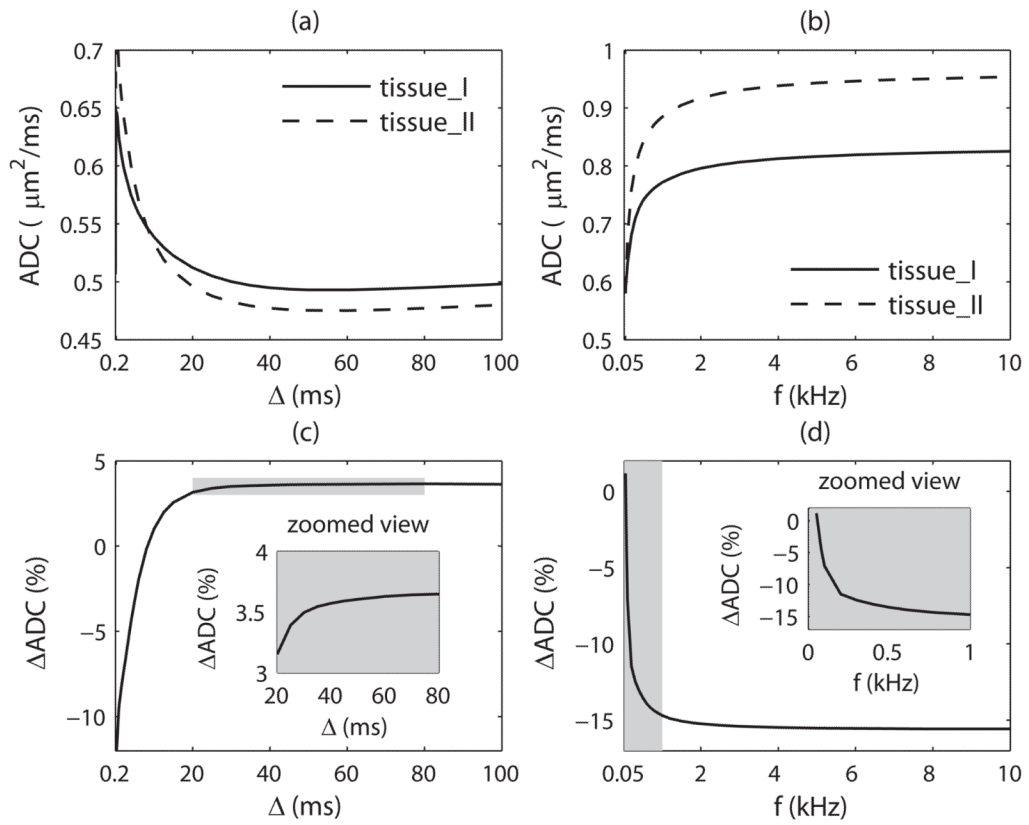 (a)
0.7
0.65
0.6
0.55
0.5
0.45
ADC ( μm²/ms)
tissue_I
tissue_II
0.2 20 40 60 80 100
Δ (ms)
(b)
1
0.9
0.8
0.7
0.6
0.5
ADC ( μm²/ms)
tissue_I
tissue_II
0.05 2 4 6 8 10
f (kHz)
(c)
5
0
−5
−10
ΔADC (%)
zoomed view
4
3.5
3
ΔADC (%)
20 40 60 80
Δ (ms)
0.2 20 40 60 80 100
Δ (ms)
(d)
0
−5
−10
−15
ΔADC (%)
zoomed view
0
−5
−10
−15
ΔADC (%)
0 0.5 1
f (kHz)
0.05 2 4 6 8 10
f (kHz)